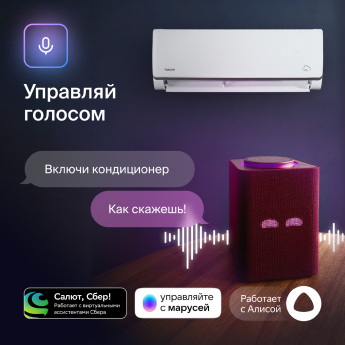 Управляй
голосом
Включи кондиционер
Как скажешь!
Салют, Сбер!
Работает с виртуальными
ассистентами Сбера
управляйте
с марусей
Работает
с Алисой